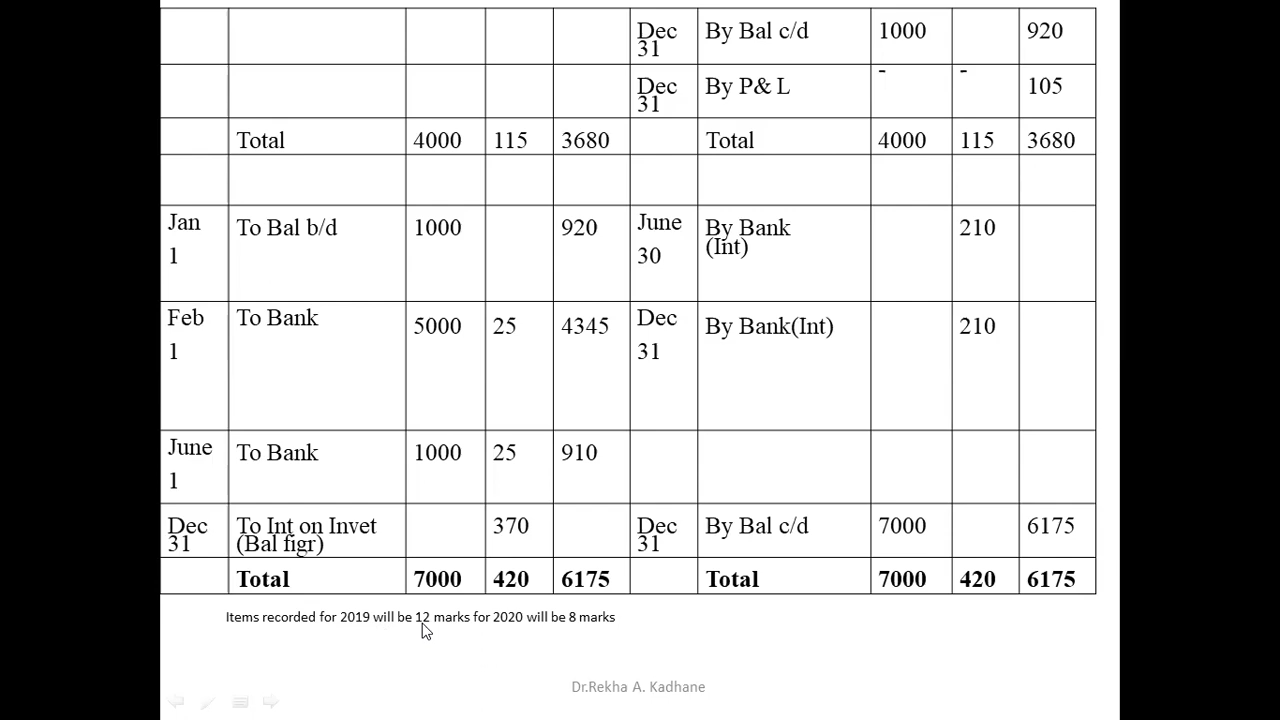 Dec 31 By Bal c/d 1000 920
Dec 31 By P& L - - 105
Total 4000 115 3680 Total 4000 115 3680
Jan 1 To Bal b/d 1000 920 June 30 By Bank (Int) 210
Feb 1 To Bank 5000 25 4345 Dec 31 By Bank(Int) 210
June 1 To Bank 1000 25 910
Dec 31 To Int on Invet (Bal figr) 370 Dec 31 By Bal c/d 7000 6175
Total 7000 420 6175 Total 7000 420 6175
Items recorded for 2019 will be 12 marks for 2020 will be 8 marks
Dr.Rekha A. Kadhane